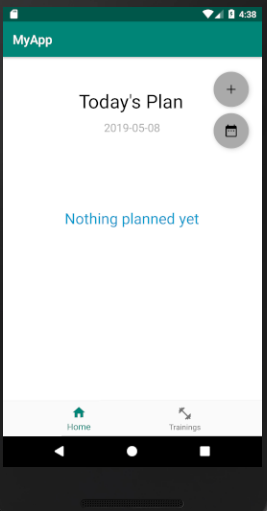 4:38
MyApp
Today's Plan
2019-05-08
Nothing planned yet
Home
Trainings